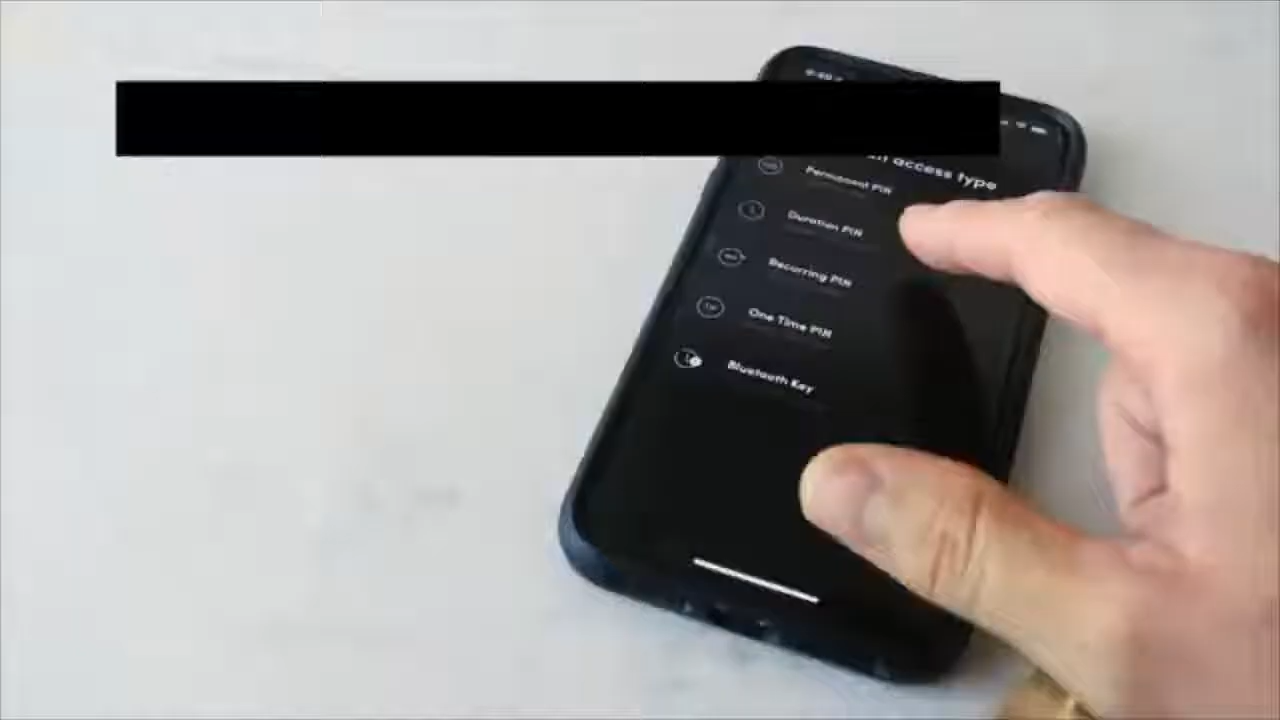 access type
Permanent PIN
Duration PIN
Recurring PIN
One Time PIN
Bluetooth Key